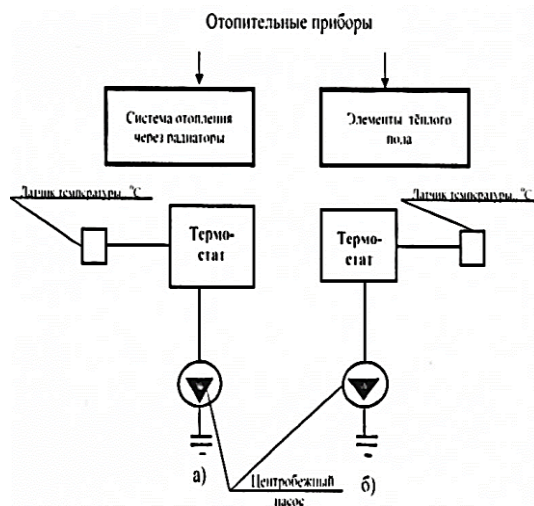 Отопительные приборы
Система отопления
через радиаторы
Элементы тёплого
пола
Датчик температуры, °С
Датчик температуры, °С
Термо-
стат
Термо-
стат
а)
Центробежный
насос
б)